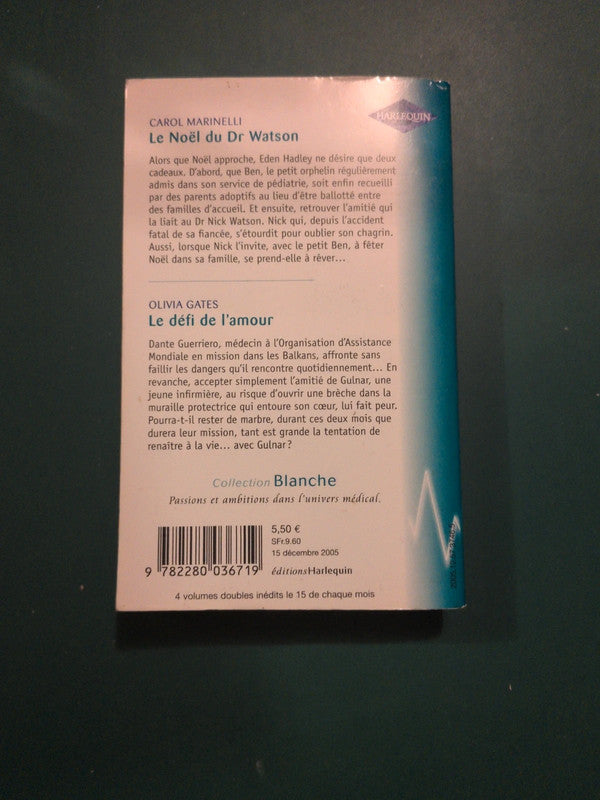 HARLEQUIN
CAROL MARINELLI
Le Noël du Dr Watson
Alors que Noël approche, Eden Hadley ne désire que deux
cadeaux. D'abord, que Ben, le petit orphelin régulièrement
admis dans son service de pédiatrie, soit enfin recueilli
par des parents adoptifs au lieu d'être ballotté entre
des familles d'accueil. Et ensuite, retrouver l'amitié qui
la liait au Dr Nick Watson. Nick qui, depuis l'accident
fatal de sa fiancée, s'étourdit pour oublier son chagrin.
Aussi, lorsque Nick l'invite, avec le petit Ben, à fêter
Noël dans sa famille, se prend-elle à rêver...
OLIVIA GATES
Le défi de l'amour
Dante Guerriero, médecin à l'Organisation d'Assistance
Mondiale en mission dans les Balkans, affronte sans
faillir les dangers qu'il rencontre quotidiennement... En
revanche, accepter simplement l'amitié de Gulnar, une
jeune infirmière, au risque d'ouvrir une brèche dans la
muraille protectrice qui entoure son cœur, lui fait peur.
Pourra-t-il rester de marbre, durant ces deux mois que
durera leur mission, tant est grande la tentation de
renaître à la vie... avec Gulnar ?
Collection Blanche
Passions et ambitions dans l'univers médical.
5,50 €
SFr.9.60
15 décembre 2005
9 782280 036719
éditionsHarlequin
4 volumes doubles inédits le 15 de chaque mois